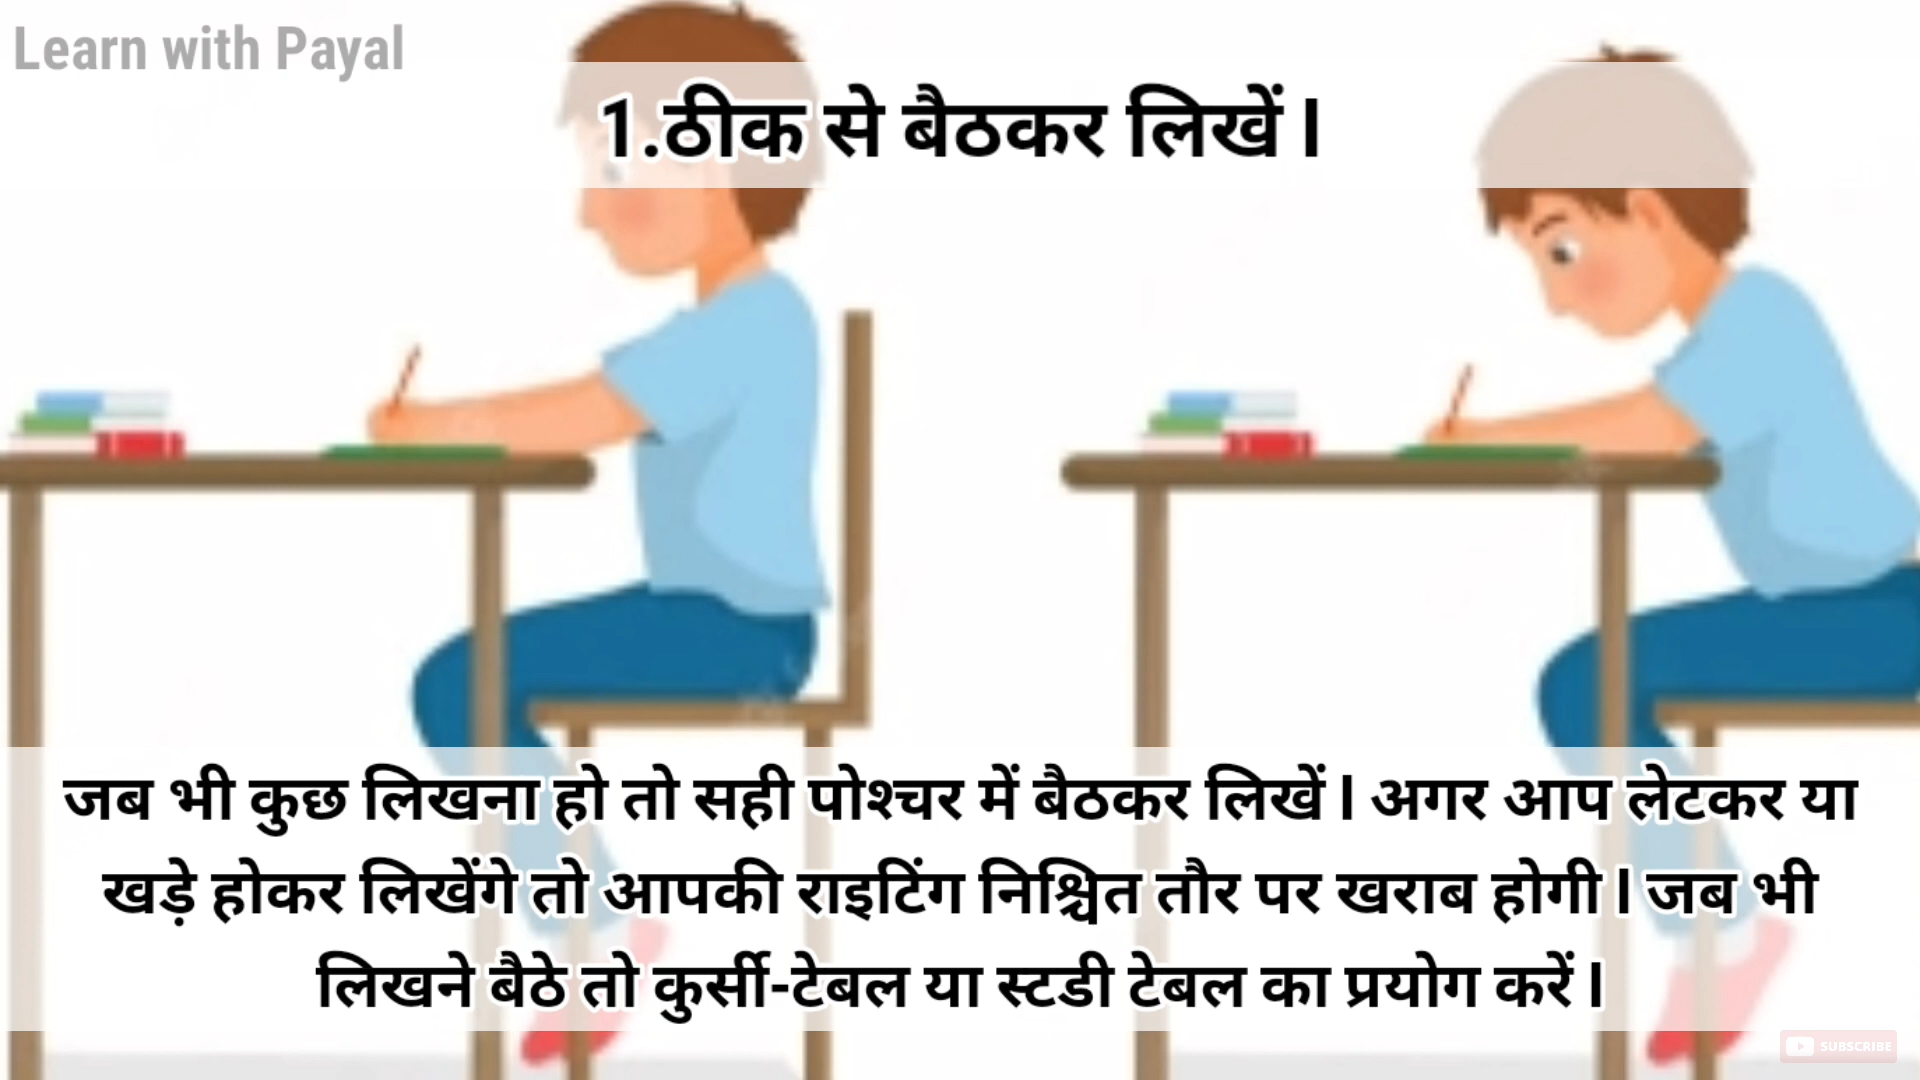 Learn with Payal
1.ठीक से बैठकर लिखें l
जब भी कुछ लिखना हो तो सही पोश्चर में बैठकर लिखें l अगर आप लेटकर या
खड़े होकर लिखेंगे तो आपकी राइटिंग निश्चित तौर पर खराब होगी l जब भी
लिखने बैठे तो कुर्सी-टेबल या स्टडी टेबल का प्रयोग करें l
SUBSCRIBE